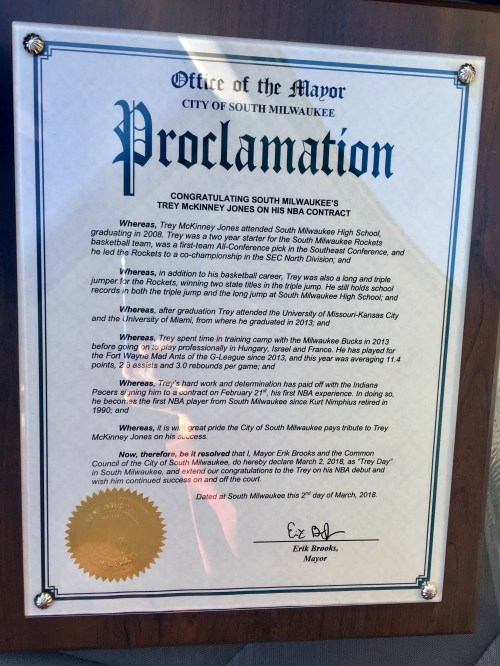 Office of the Mayor
CITY OF SOUTH MILWAUKEE
Proclamation
CONGRATULATING SOUTH MILWAUKEE'S
TREY McKINNEY JONES ON HIS NBA CONTRACT
Whereas, Trey McKinney Jones attended South Milwaukee High School,
graduating in 2008. Trey was a two year starter for the South Milwaukee Rockets
basketball team, was a first-team All-Conference pick in the Southeast Conference, and
he led the Rockets to a co-championship in the SEC North Division; and
Whereas, in addition to his basketball career, Trey was also a long and triple
jumper for the Rockets, winning two state titles in the triple jump. He still holds school
records in both the triple jump and the long jump at South Milwaukee High School; and
Whereas, after graduation Trey attended the University of Missouri-Kansas City
and the University of Miami, from where he graduated in 2013; and
Whereas, Trey spent time in training camp with the Milwaukee Bucks in 2013
before going on to play professionally in Hungary, Israel and France. He has played for
the Fort Wayne Mad Ants of the G-League since 2013, and this year was averaging 11.4
points, assists and 3.0 rebounds per game; and
Whereas, Trey's hard work and determination has paid off with the Indiana
Pacers signing him to a contract on February 21st, his first NBA experience. In doing so,
he becomes the first NBA player from South Milwaukee since Kurt Nimphius retired in
1990; and
Whereas, it is with great pride the City of South Milwaukee pays tribute to Trey
McKinney Jones on his success.
Now, therefore, be it resolved that I, Mayor Erik Brooks and the Common
Council of the City of South Milwaukee, do hereby declare March 2, 2018, as “Trey Day”
in South Milwaukee, and extend our congratulations to Trey on his NBA debut and
wish him continued success on and off the court.
Dated at South Milwaukee this 2nd day of March, 2018.
Erik Brooks,
Mayor